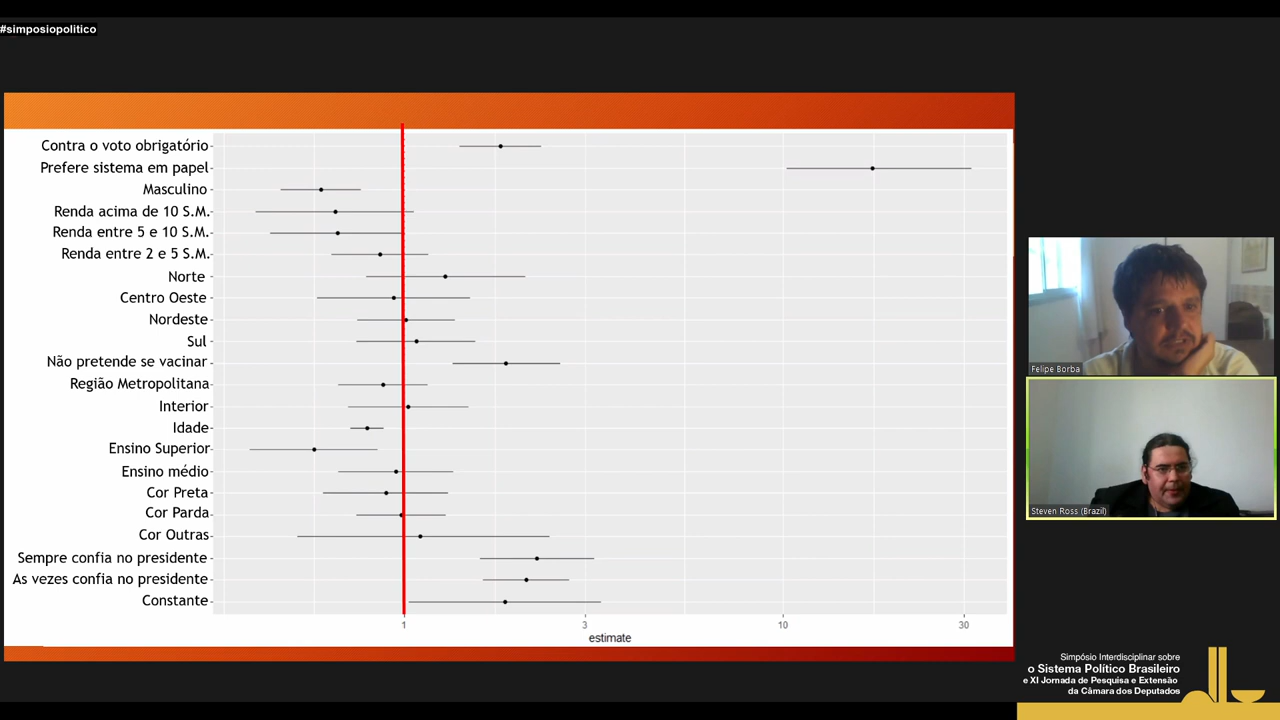 #simposiopolitico
Contra o voto obrigatório
Prefere sistema em papel
Masculino
Renda acima de 10 S.M.
Renda entre 5 e 10 S.M.
Renda entre 2 e 5 S.M.
Norte
Centro Oeste
Nordeste
Sul
Não pretende se vacinar
Região Metropolitana
Interior
Idade
Ensino Superior
Ensino médio
Cor Preta
Cor Parda
Cor Outras
Sempre confia no presidente
As vezes confia no presidente
Constante
1 3 10 30
estimate
Felipe Borba
Steven Ross (Brazil)
Simpósio Interdisciplinar sobre
o Sistema Político Brasileiro
e XI Jornada de Pesquisa e Extensão
da Câmara dos Deputados